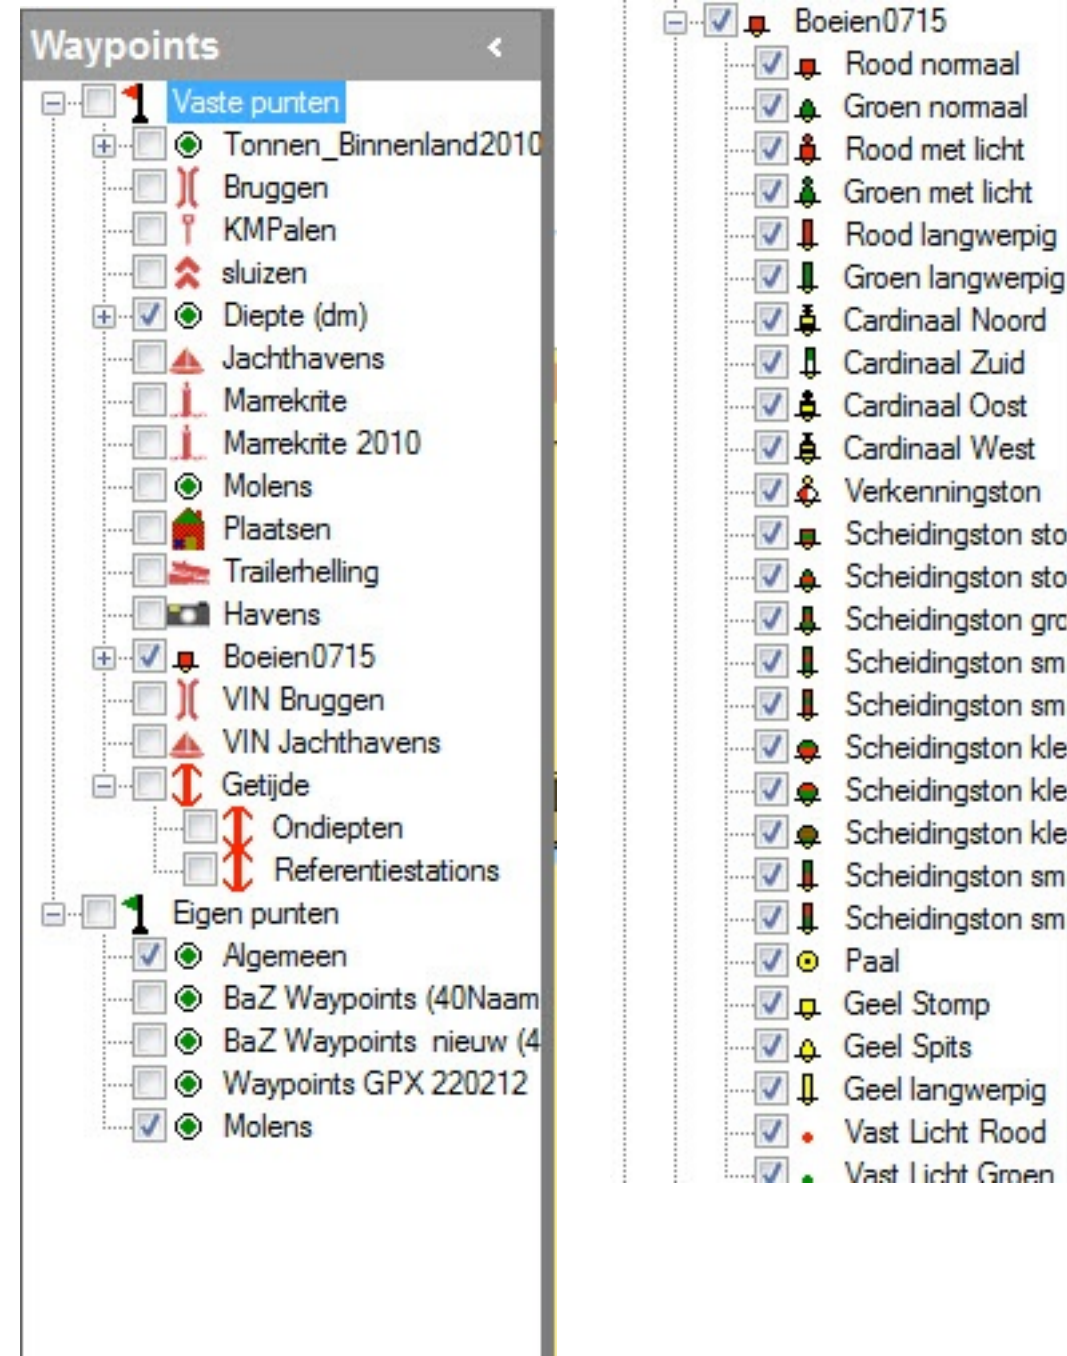 Waypoints
Vaste punten
Tonnen_Binnenland2010
Bruggen
KMPalen
sluizen
Diepte (dm)
Jachthavens
Marrekrite
Marrekrite 2010
Molens
Plaatsen
Trailerhelling
Havens
Boeien0715
VIN Bruggen
VIN Jachthavens
Getijde
Ondiepten
Referentiestations
Eigen punten
Algemeen
BaZ Waypoints (40Naam
BaZ Waypoints nieuw (4
Waypoints GPX 220212
Molens
Boeien0715
Rood normaal
Groen normaal
Rood met licht
Groen met licht
Rood langwerpig
Groen langwerpig
Cardinaal Noord
Cardinaal Zuid
Cardinaal Oost
Cardinaal West
Verkenningston
Scheidingston sto
Scheidingston sto
Scheidingston gro
Scheidingston sm
Scheidingston sm
Scheidingston kle
Scheidingston kle
Scheidingston kle
Scheidingston sm
Scheidingston sm
Paal
Geel Stomp
Geel Spits
Geel langwerpig
Vast Licht Rood
Vast Licht Groen